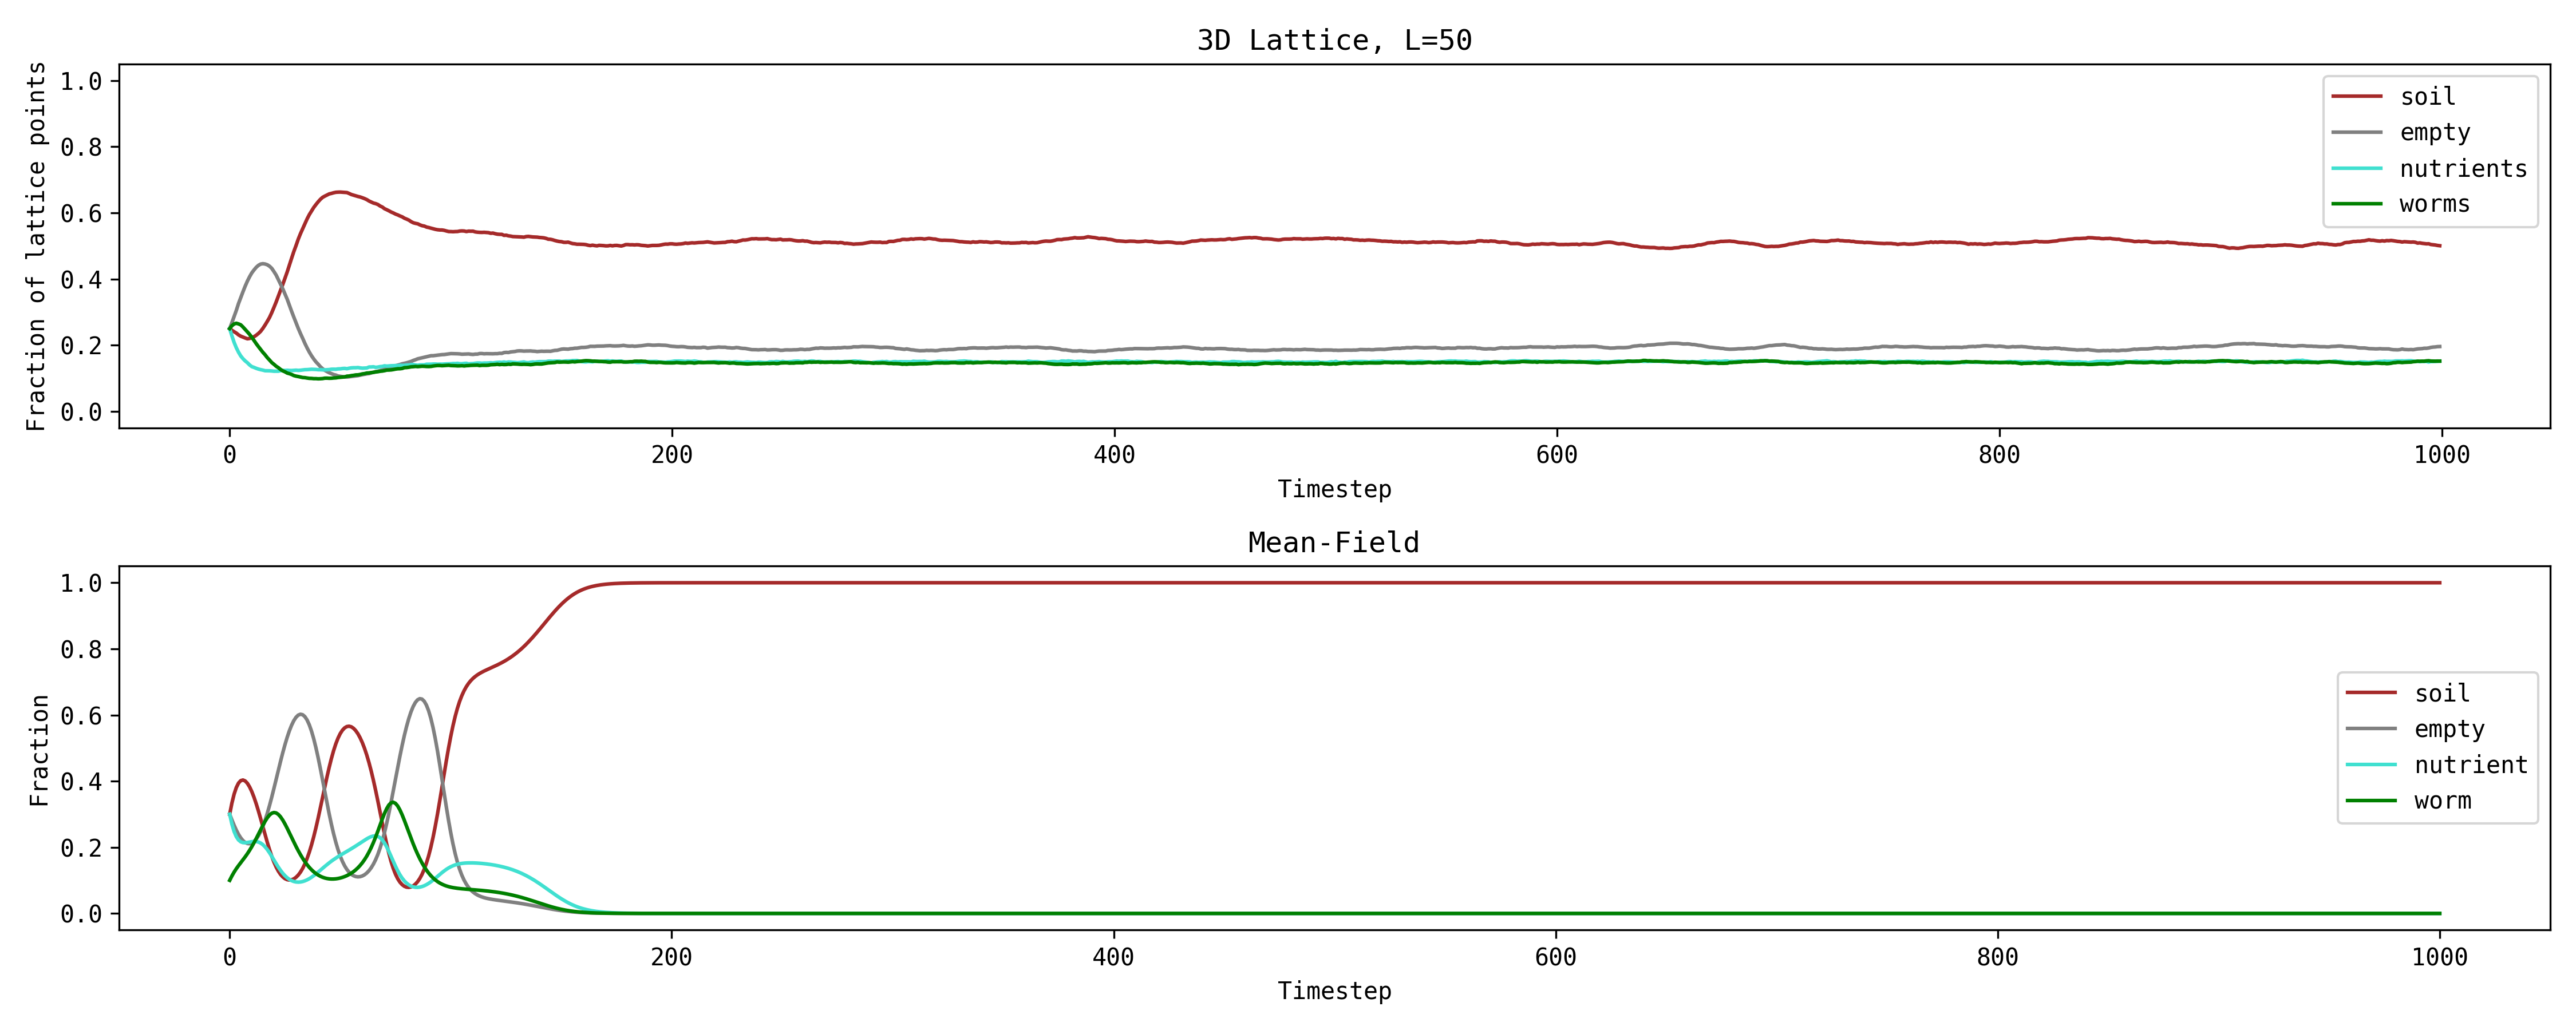 3D Lattice, L=50
Fraction of lattice points
1.0
0.8
0.6
0.4
0.2
0.0
soil
empty
nutrients
worms
0 200 400 600 800 1000
Timestep
Mean-Field
Fraction
1.0
0.8
0.6
0.4
0.2
0.0
soil
empty
nutrient
worm
0 200 400 600 800 1000
Timestep